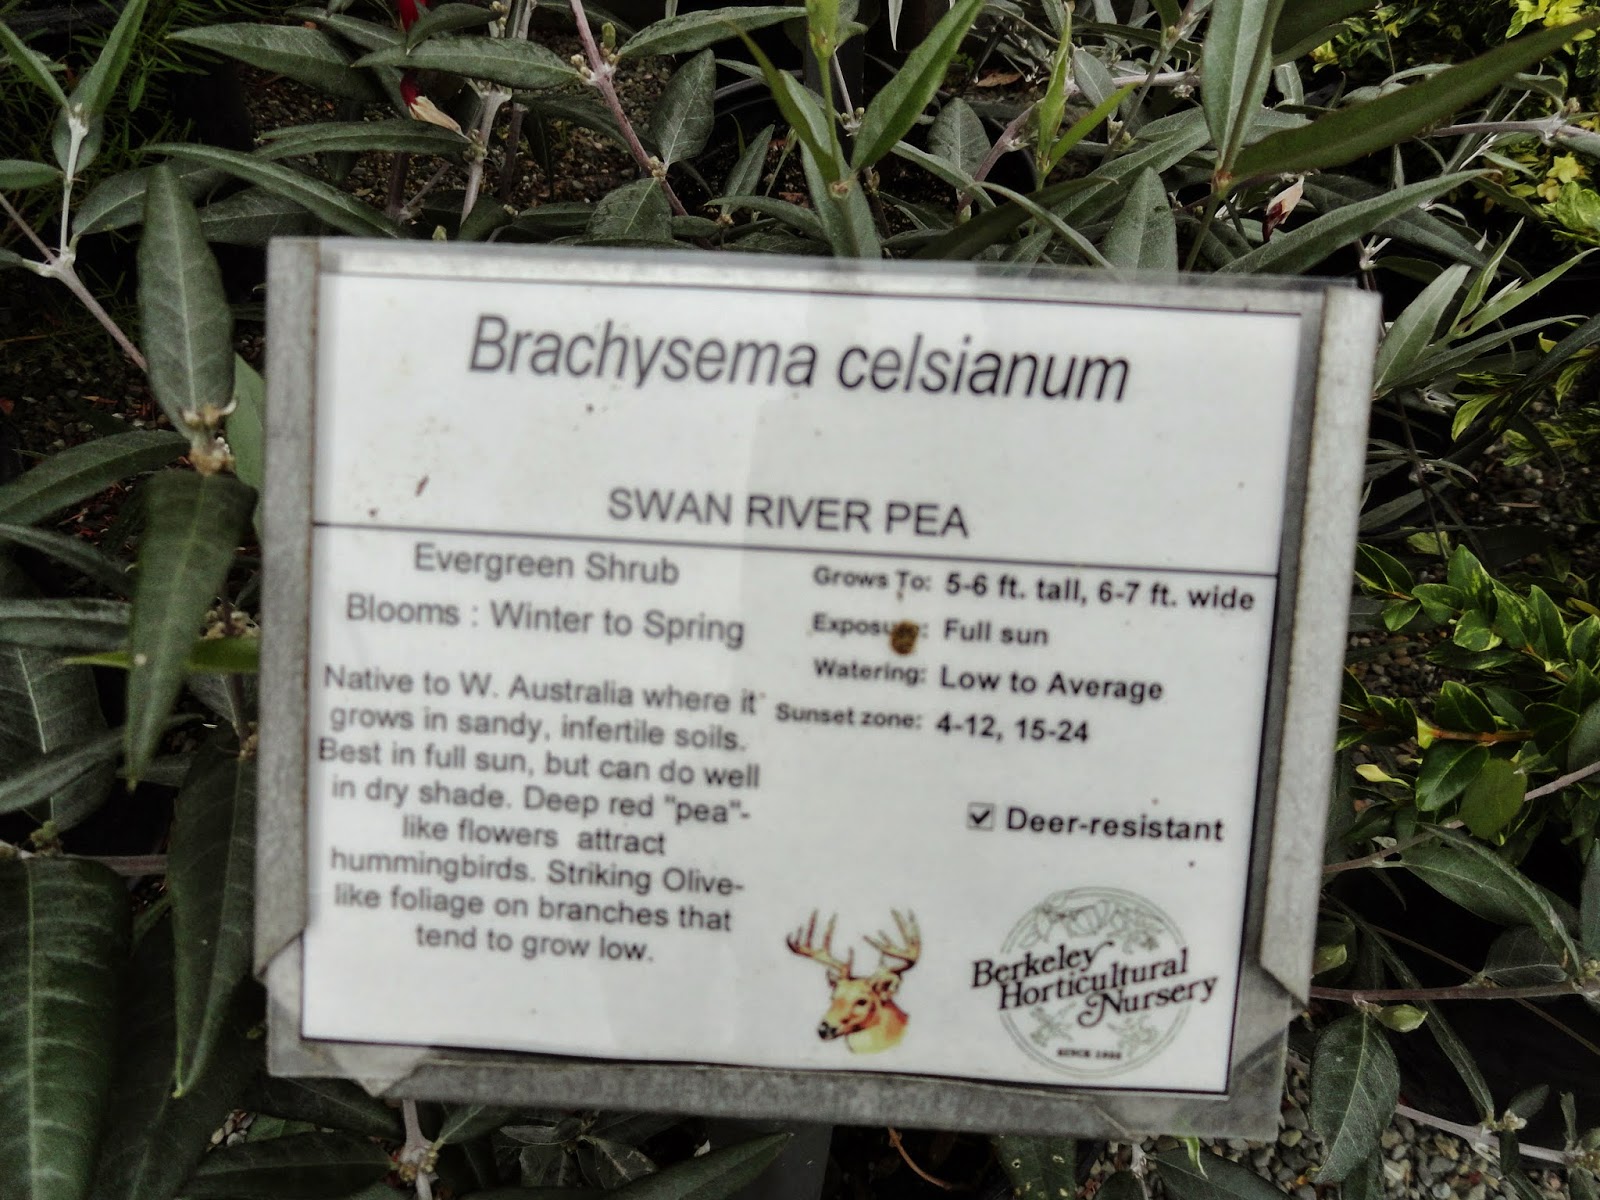 Brachysema celsianum
SWAN RIVER PEA
Evergreen Shrub
Blooms : Winter to Spring
Native to W. Australia where it
grows in sandy, infertile soils.
Best in full sun, but can do well
in dry shade. Deep red "pea"-
like flowers attract
hummingbirds. Striking Olive-
like foliage on branches that
tend to grow low.
Grows To: 5-6 ft. tall, 6-7 ft. wide
Exposure: Full sun
Watering: Low to Average
Sunset zone: 4-12, 15-24
Deer-resistant
Berkeley
Horticultural
Nursery
SINCE 1922